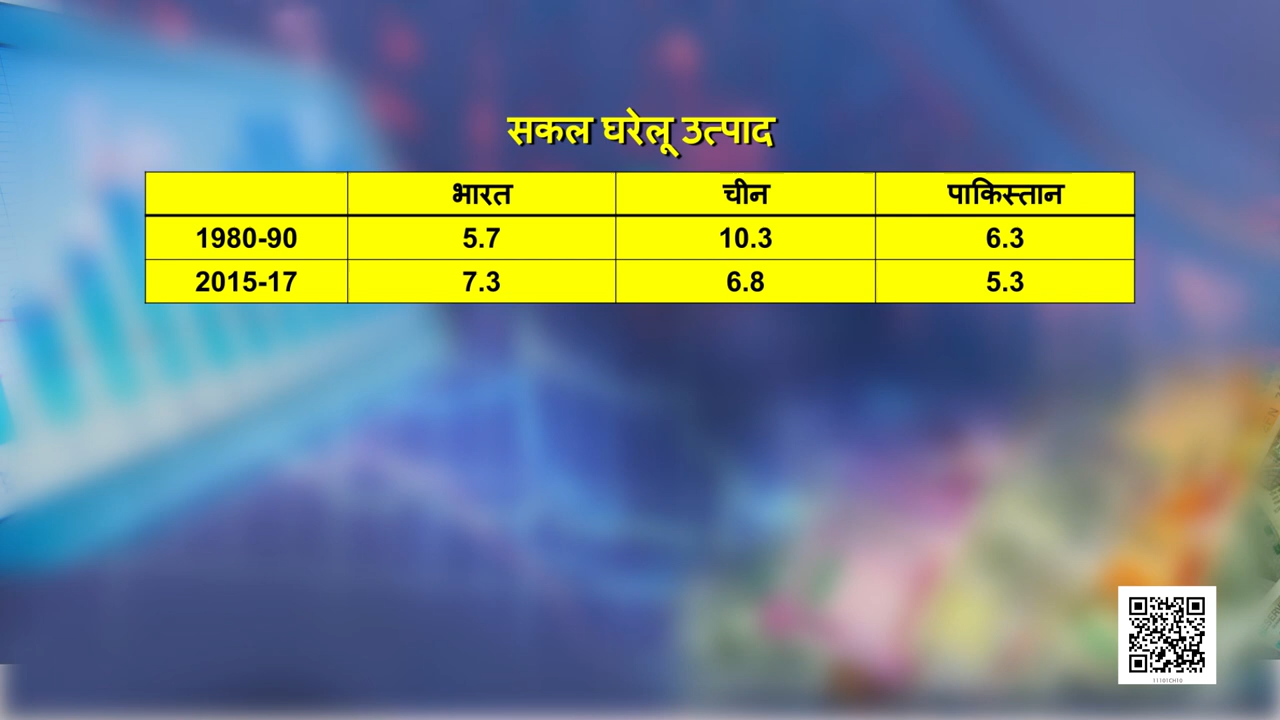 सकल घरेलू उत्पाद
भारत चीन पाकिस्तान
1980-90 5.7 10.3 6.3
2015-17 7.3 6.8 5.3
11101CH10